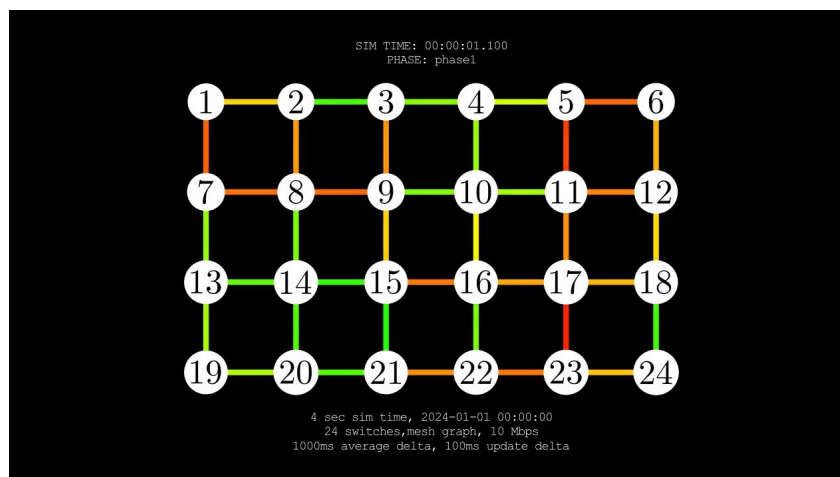 SIM TIME: 00:00:01.100
PHASE: phase1
1 2 3 4 5 6
7 8 9 10 11 12
13 14 15 16 17 18
19 20 21 22 23 24
4 sec sim time, 2024-01-01 00:00:00
24 switches,mesh graph, 10 Mbps
1000ms average delta, 100ms update delta